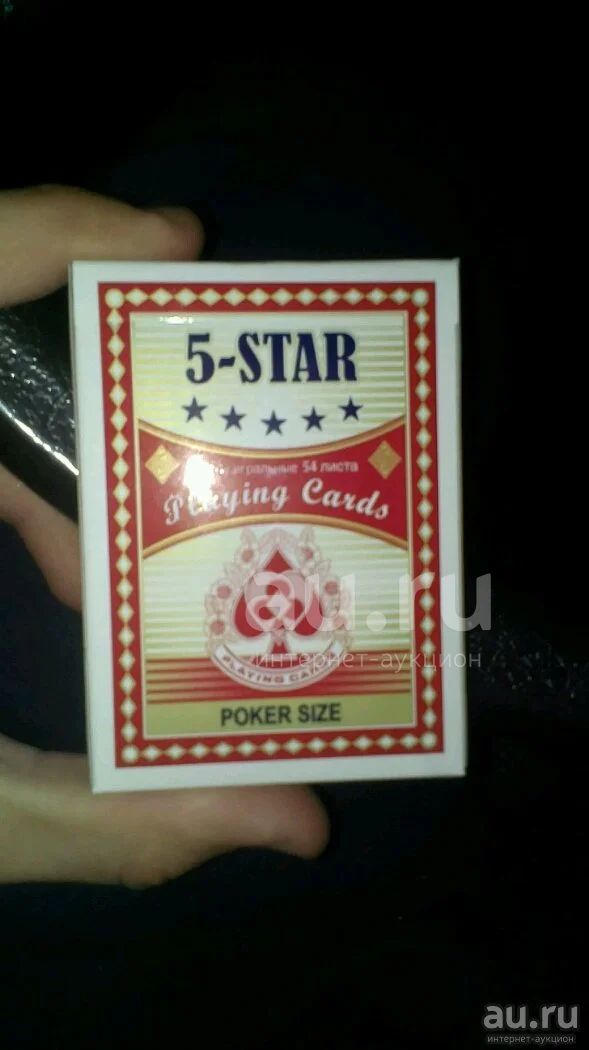 5-STAR
игральные 54 листа
Playing Cards
au.ru
интернет-аукцион
PLAYING CARDS
POKER SIZE
au.ru
интернет-аукцион